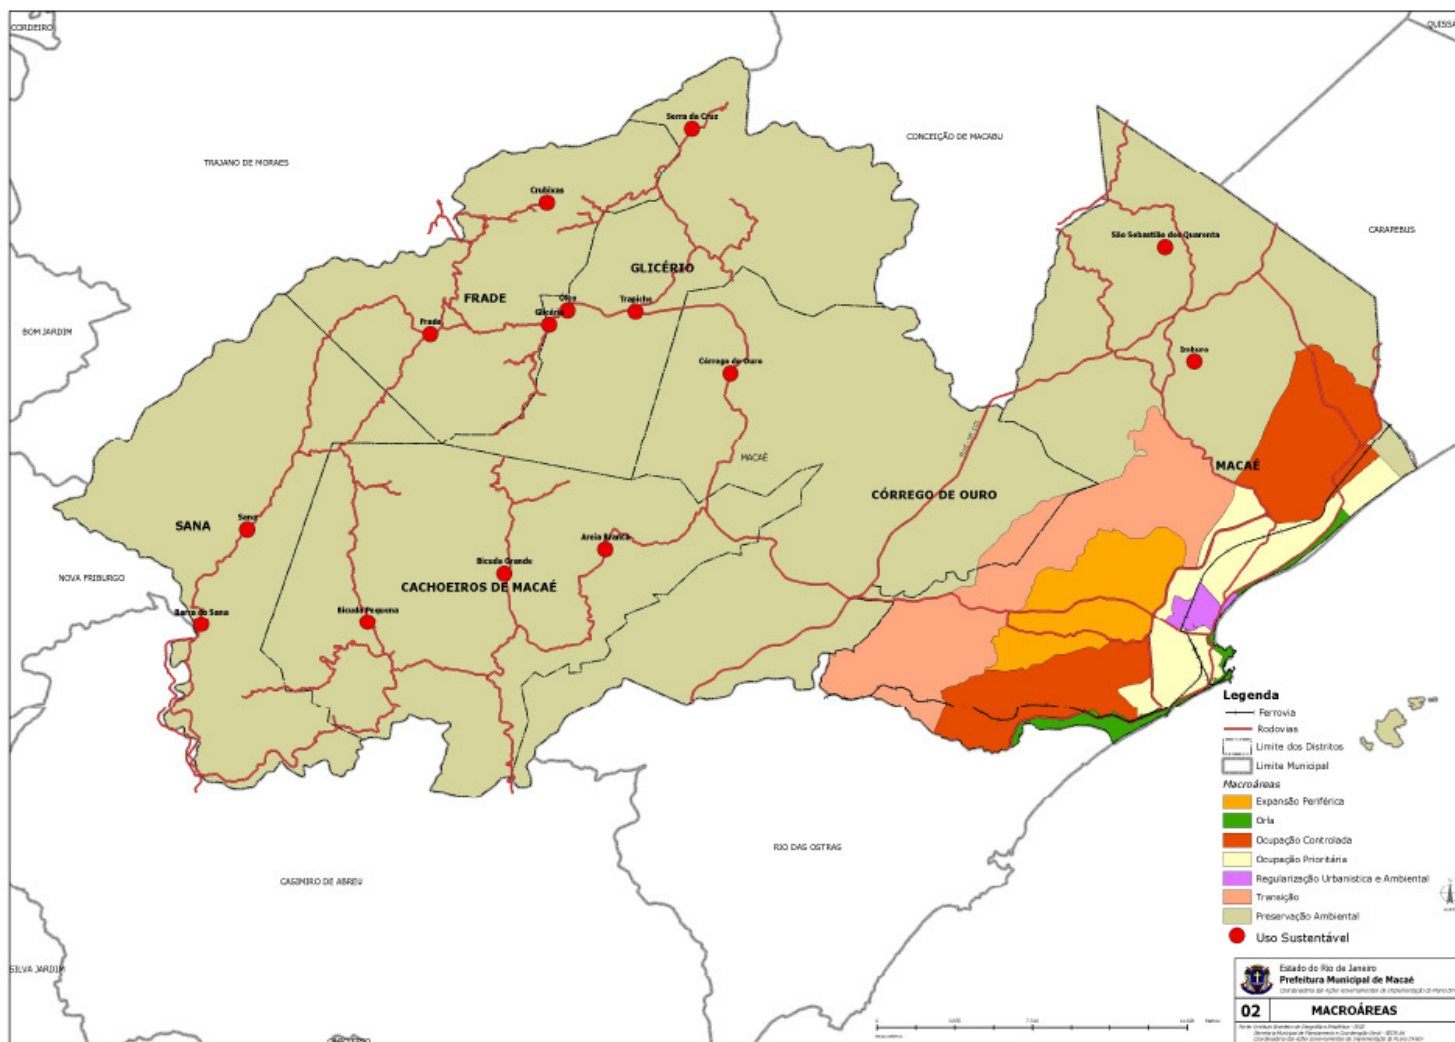 CORDEIRO
QUISSA
TRAJANO DE MORAES
CONCEIÇÃO DE MACABU
CARAPEBUS
BOM JARDIM
NOVA FRIBURGO
SILVA JARDIM
CASIMIRO DE ABREU
RIO DAS OSTRAS
MACAÉ
Serra da Cruz
Crubixas
São Sebastião dos Quarenta
GLICÉRIO
FRADE
Óleo
Trapiche
Glicério
Frade
Imburo
Córrego do Ouro
MACAÉ
CÓRREGO DE OURO
SANA
Sana
Areia Branca
Bicuda Grande
CACHOEIROS DE MACAÉ
Bicuda Pequena
Barra do Sana
Legenda
Ferrovia
Rodovias
Limite dos Distritos
Limite Municipal
Macroáreas
Expansão Periférica
Orla
Ocupação Controlada
Ocupação Prioritária
Regularização Urbanistica e Ambiental
Transição
Preservação Ambiental
Uso Sustentável
Estado do Rio de Janeiro
Prefeitura Municipal de Macaé
02 MACROÁREAS